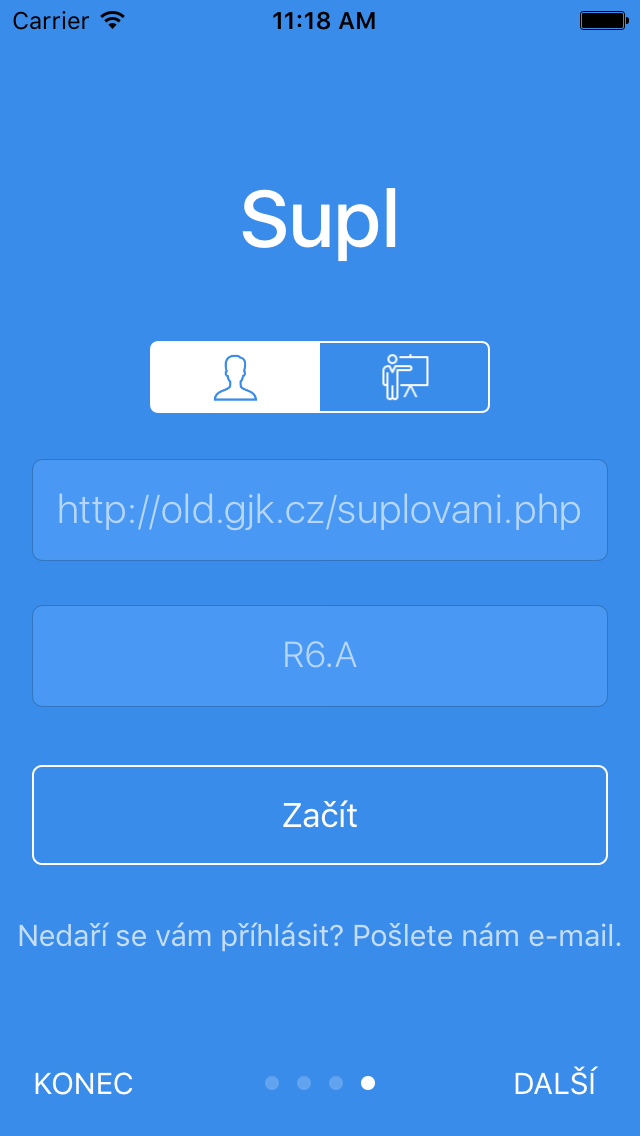 Carrier 11:18 AM
Supl
http://old.gjk.cz/suplovani.php
R6.A
Začít
Nedaří se vám příhlásit? Pošlete nám e-mail.
KONEC DALŠÍ